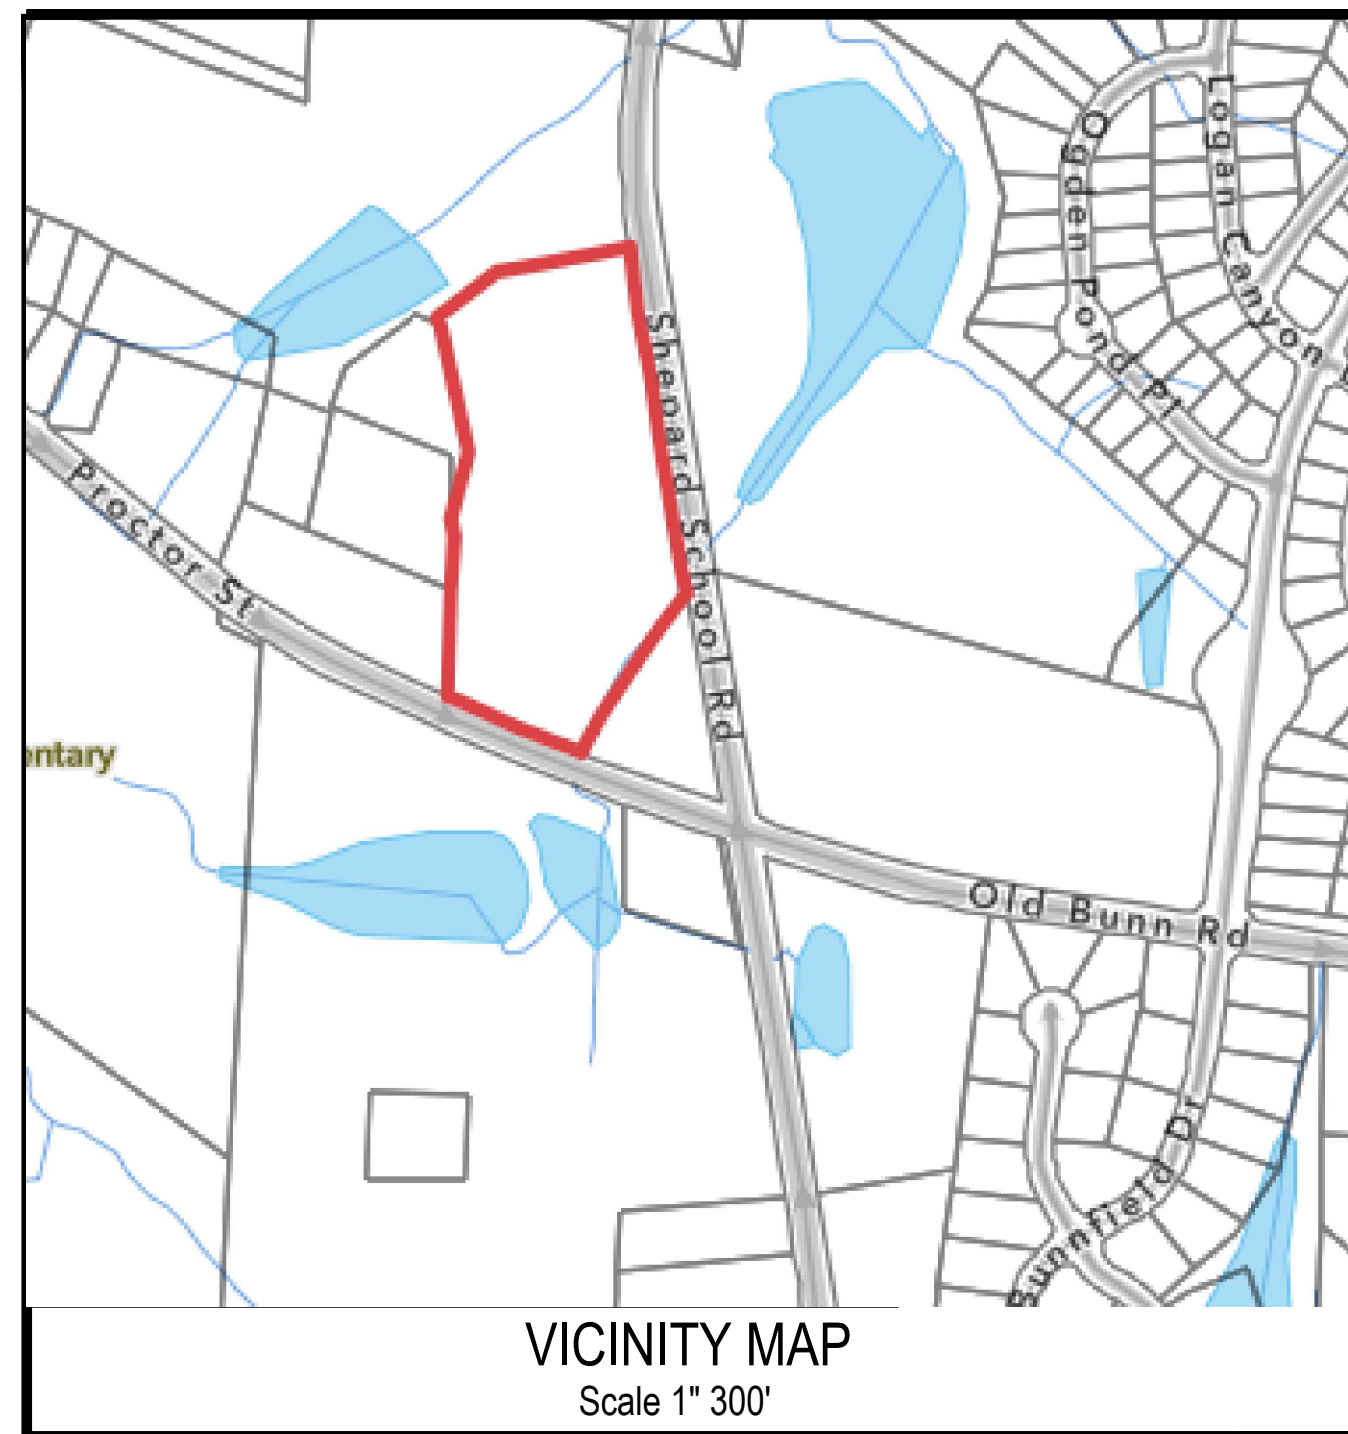 Logan Canyon
Ogden Pond Pl
Shepard School Rd
Proctor St
entary
Old Bunn Rd
Bunnfield Dr
VICINITY MAP
Scale 1" 300'